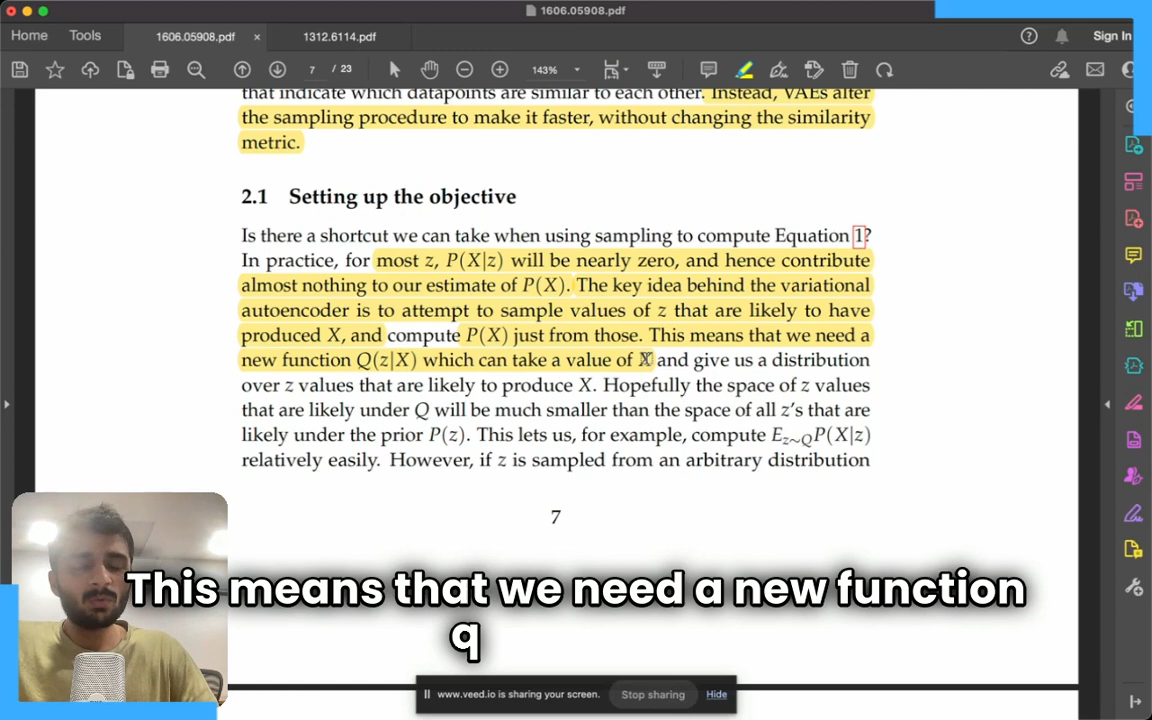 1606.05908.pdf
Home Tools 1606.05908.pdf × 1312.6114.pdf Sign In
7 / 23 143%
that indicate which datapoints are similar to each other. Instead, VAEs alter
the sampling procedure to make it faster, without changing the similarity
metric.
2.1 Setting up the objective
Is there a shortcut we can take when using sampling to compute Equation 1?
In practice, for most z, P(X|z) will be nearly zero, and hence contribute
almost nothing to our estimate of P(X). The key idea behind the variational
autoencoder is to attempt to sample values of z that are likely to have
produced X, and compute P(X) just from those. This means that we need a
new function Q(z|X) which can take a value of X and give us a distribution
over z values that are likely to produce X. Hopefully the space of z values
that are likely under Q will be much smaller than the space of all z's that are
likely under the prior P(z). This lets us, for example, compute E_{z∼Q}P(X|z)
relatively easily. However, if z is sampled from an arbitrary distribution
7
This means that we need a new function
q
www.veed.io is sharing your screen. Stop sharing Hide